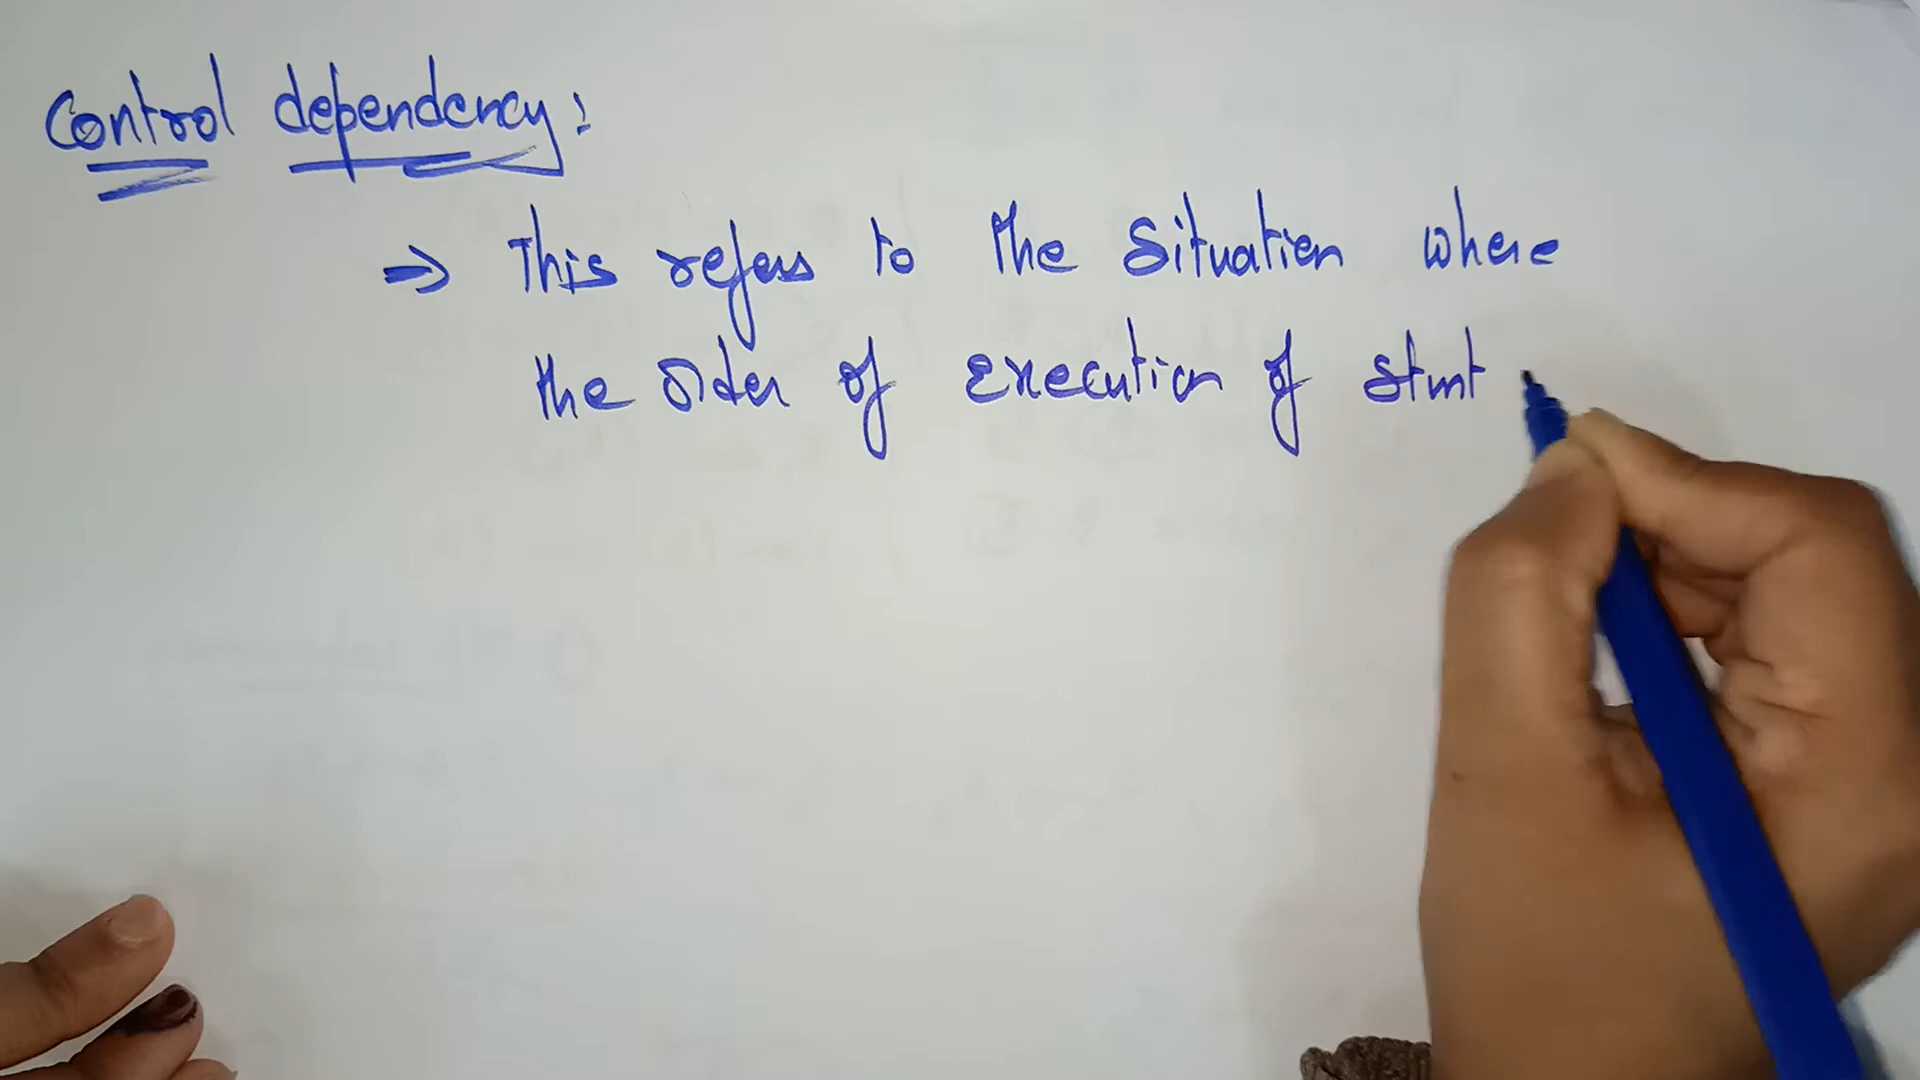 Control dependency:
⇒ This refers to the situation where
the order of execution of stmt